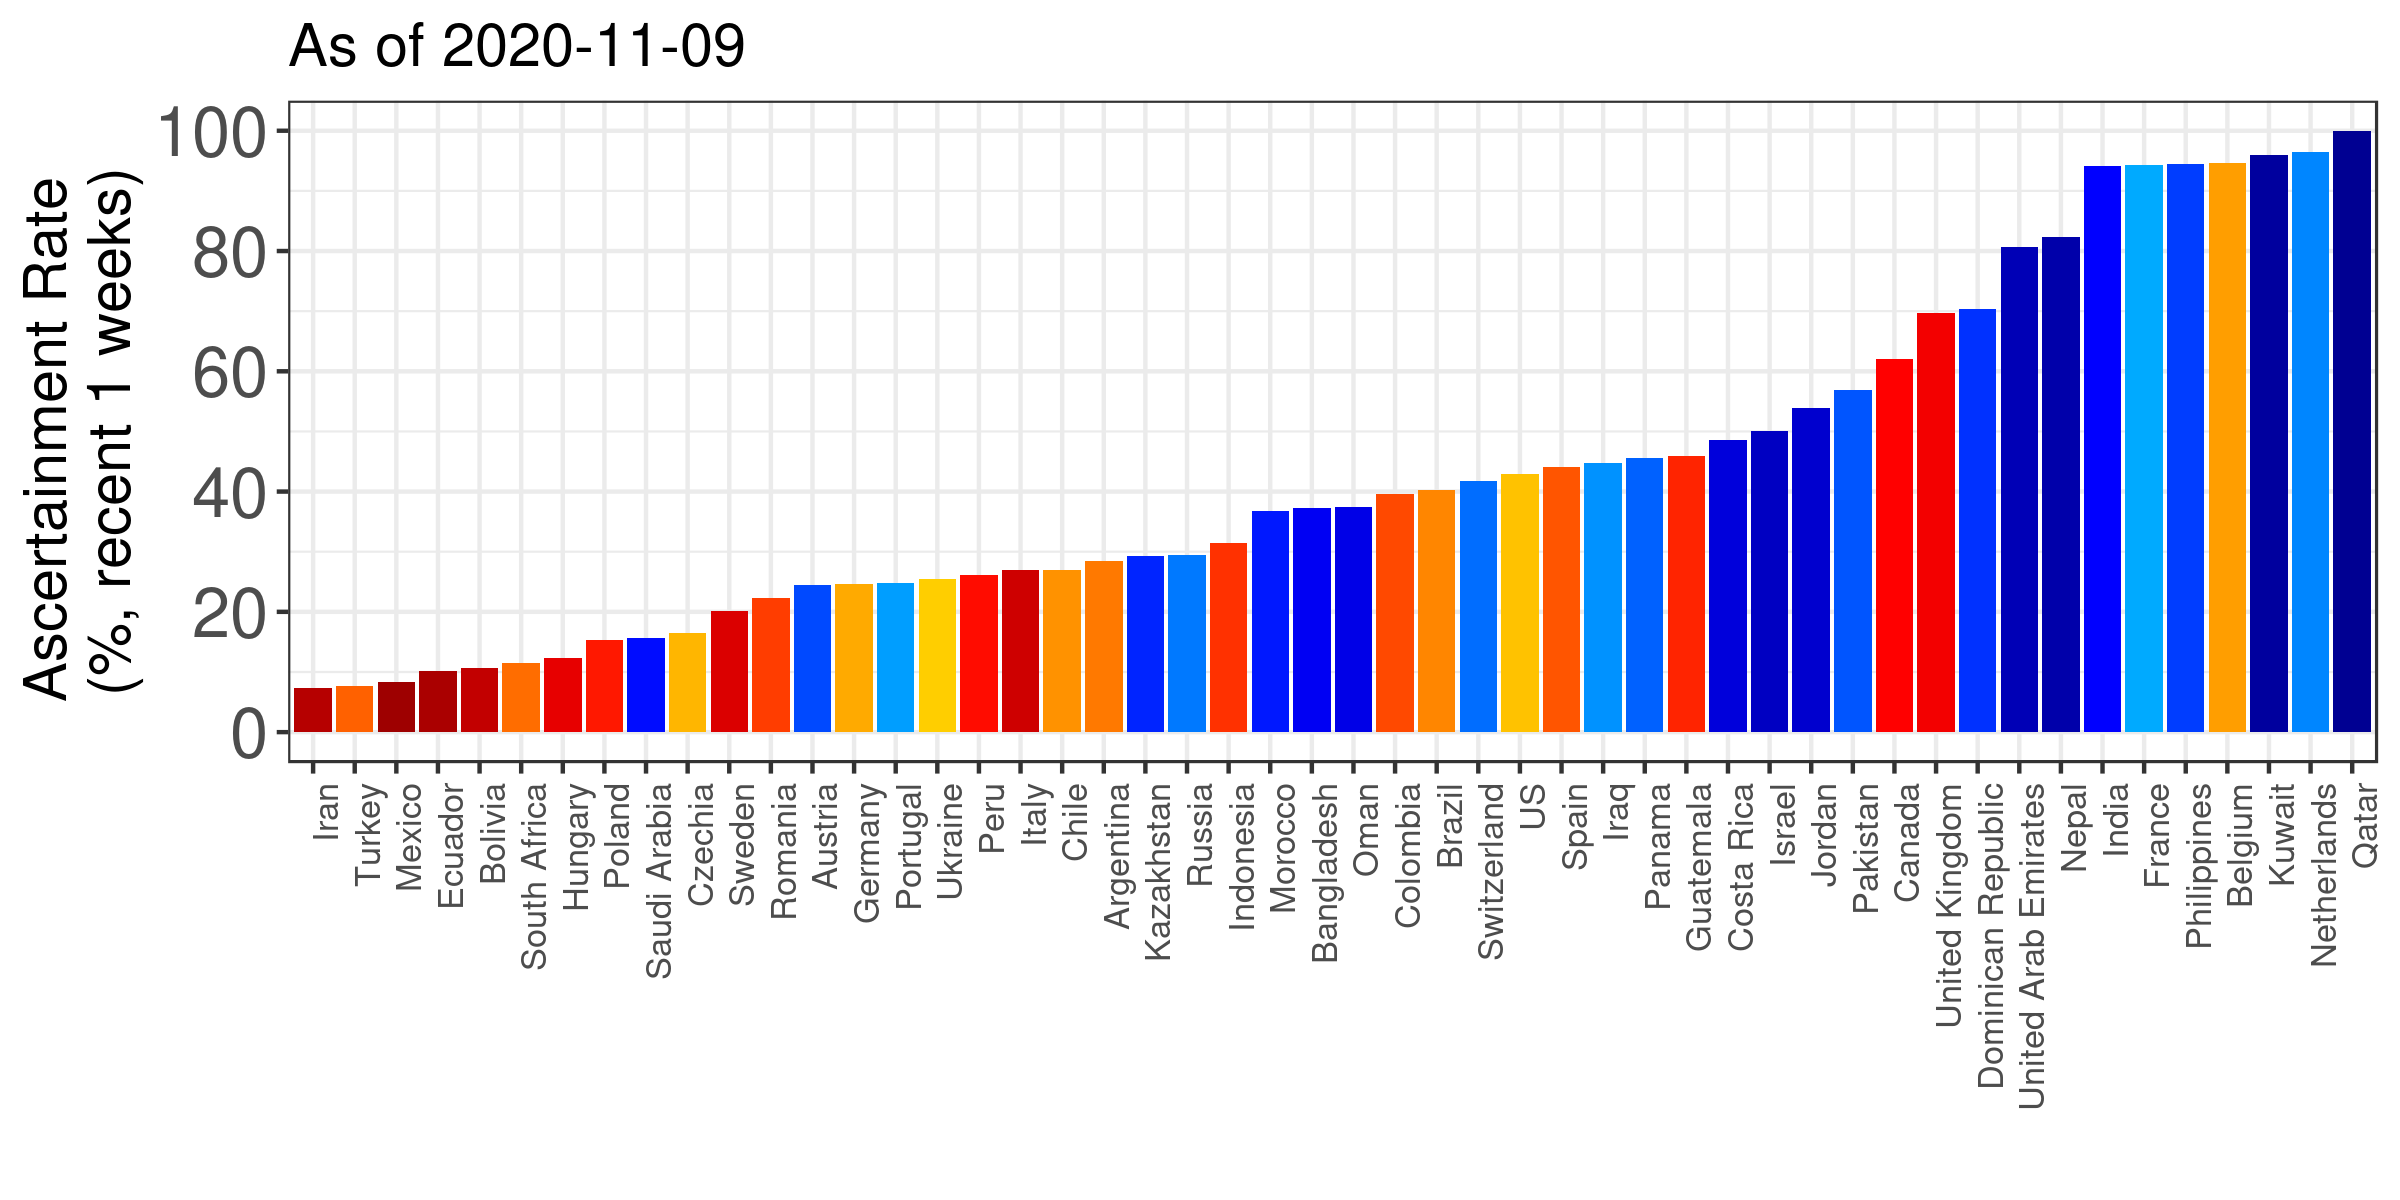 As of 2020-11-09
Ascertainment Rate
(%, recent 1 weeks)
100
80
60
40
20
0
Iran
Turkey
Mexico
Ecuador
Bolivia
South Africa
Hungary
Poland
Saudi Arabia
Czechia
Sweden
Romania
Austria
Germany
Portugal
Ukraine
Peru
Italy
Chile
Argentina
Kazakhstan
Russia
Indonesia
Morocco
Bangladesh
Oman
Colombia
Brazil
Switzerland
US
Spain
Iraq
Panama
Guatemala
Costa Rica
Israel
Jordan
Pakistan
Canada
United Kingdom
Dominican Republic
United Arab Emirates
Nepal
India
France
Philippines
Belgium
Kuwait
Netherlands
Qatar